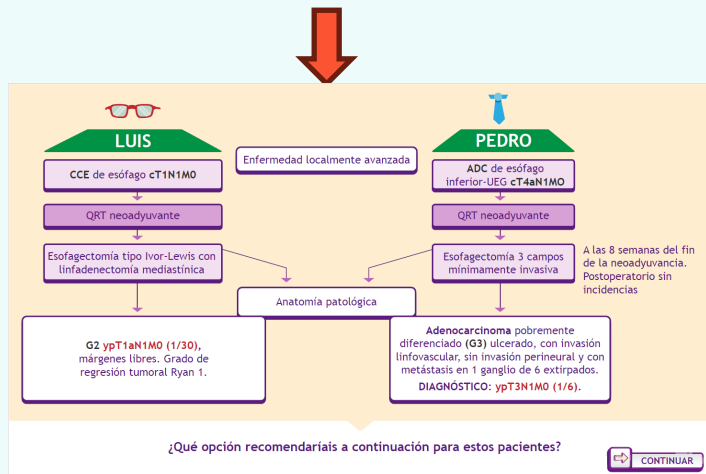 LUIS
PEDRO
Enfermedad localmente avanzada
CCE de esófago cT1N1M0
ADC de esófago
inferior-UEG cT4aN1MO
QRT neoadyuvante
QRT neoadyuvante
Esofagectomía tipo Ivor-Lewis con
linfadenectomía mediastínica
Esofagectomía 3 campos
mínimamente invasiva
A las 8 semanas del fin
de la neoadyuvancia.
Postoperatorio sin
incidencias
Anatomía patológica
G2 ypT1aN1M0 (1/30),
márgenes libres. Grado de
regresión tumoral Ryan 1.
Adenocarcinoma pobremente
diferenciado (G3) ulcerado, con invasión
linfovascular, sin invasión perineural y con
metástasis en 1 ganglio de 6 extirpados.
DIAGNÓSTICO: ypT3N1M0 (1/6).
¿Qué opción recomendaríais a continuación para estos pacientes?
CONTINUAR